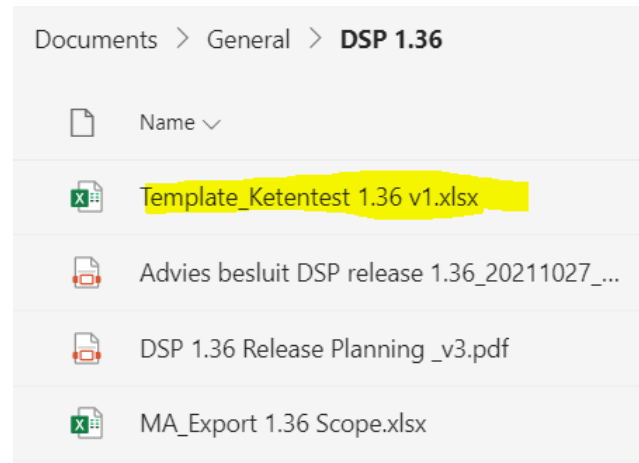 Documents > General > DSP 1.36
Name
Template_Ketentest 1.36 v1.xlsx
Advies besluit DSP release 1.36_20211027_...
DSP 1.36 Release Planning _v3.pdf
MA_Export 1.36 Scope.xlsx